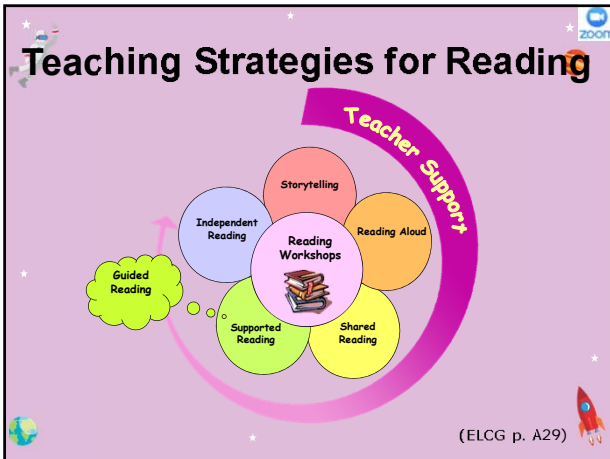 zoom
Teaching Strategies for Reading
Teacher Support
Storytelling
Independent
Reading
Reading Aloud
Reading
Workshops
Guided
Reading
Supported
Reading
Shared
Reading
(ELCG p. A29)